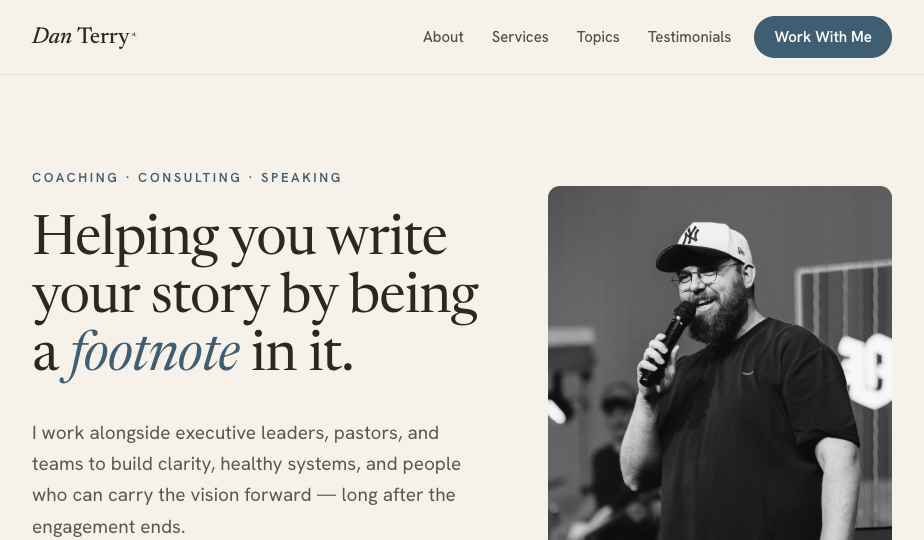 Dan Terry
About
Services
Topics
Testimonials
Work With Me
COACHING · CONSULTING · SPEAKING
Helping you write
your story by being
a footnote in it.
I work alongside executive leaders, pastors, and
teams to build clarity, healthy systems, and people
who can carry the vision forward — long after the
engagement ends.
NY